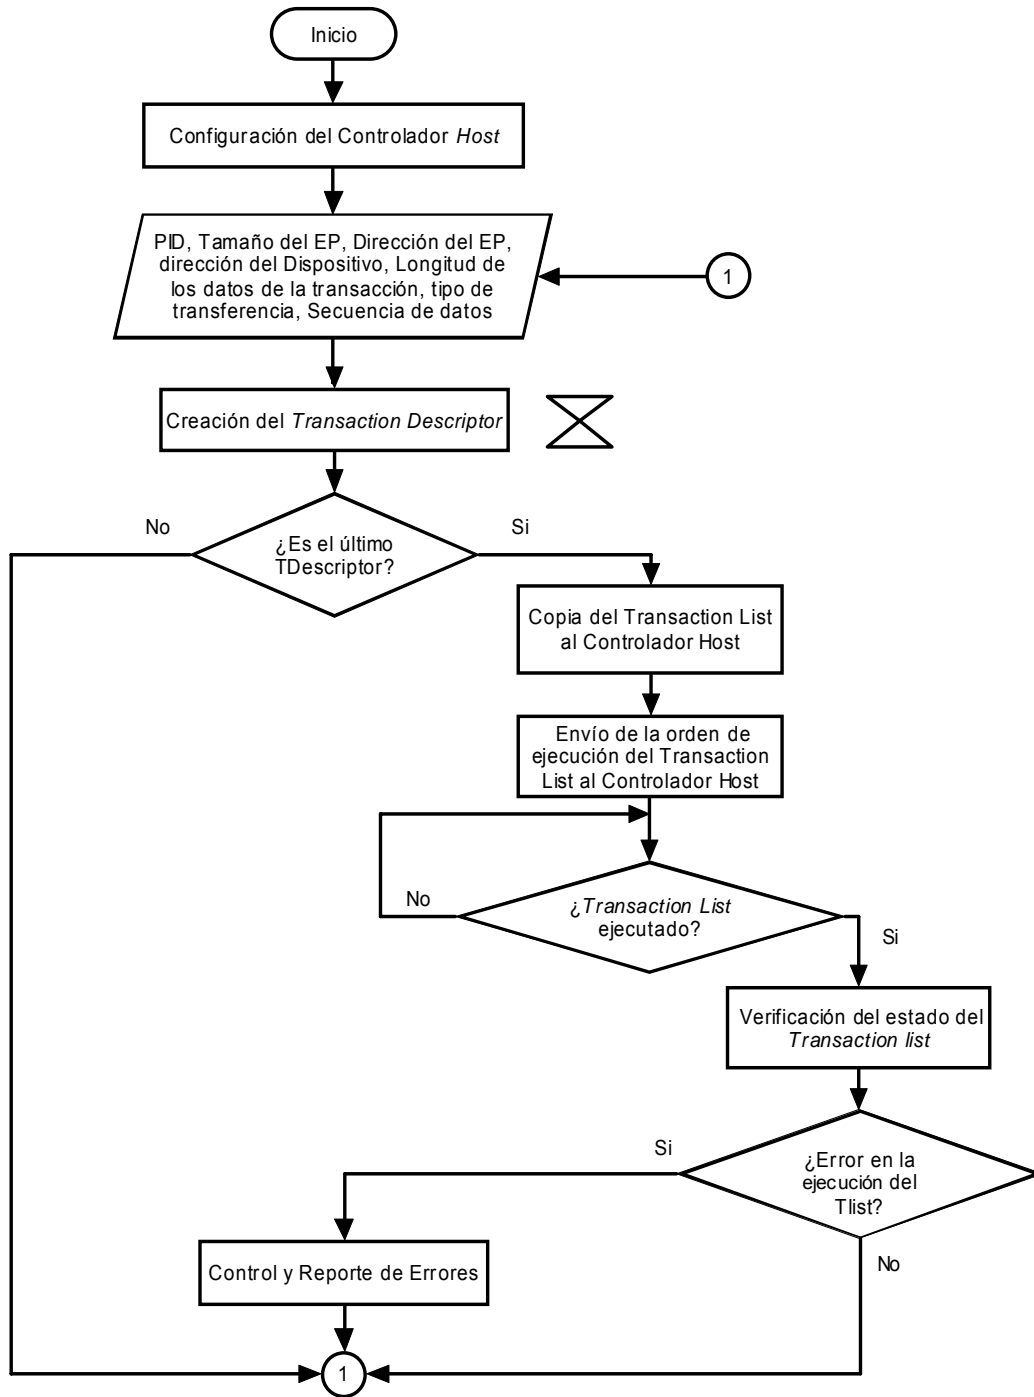 Inicio
Configuración del Controlador Host
PID, Tamaño del EP, Dirección del EP,
dirección del Dispositivo, Longitud de
los datos de la transacción, tipo de
transferencia, Secuencia de datos
1
Creación del Transaction Descriptor
No
¿Es el último
TDescriptor?
Si
Copia del Transaction List
al Controlador Host
Envío de la orden de
ejecución del Transaction
List al Controlador Host
No
¿Transaction List
ejecutado?
Si
Verificación del estado del
Transaction list
Si
¿Error en la
ejecución del
Tlist?
Control y Reporte de Errores
No
1